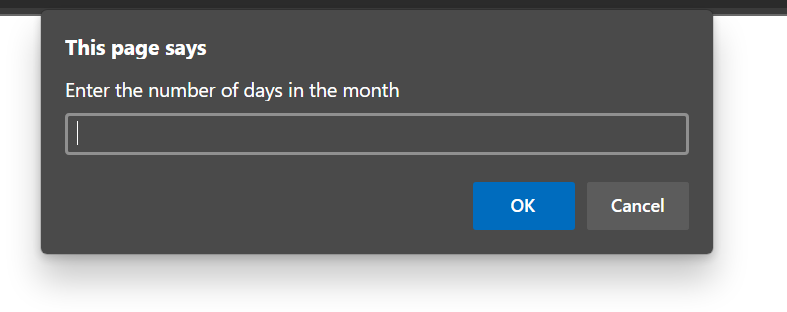 This page says
Enter the number of days in the month
OK
Cancel